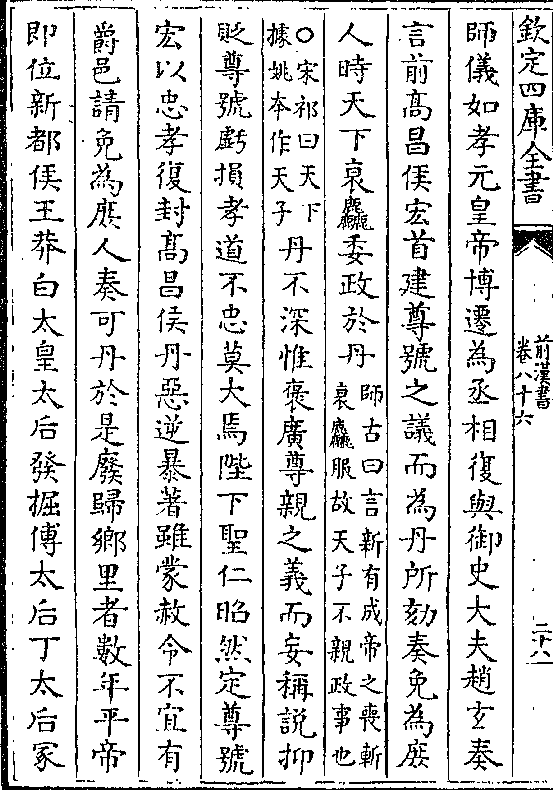 欽定四庫全書
前漢書
卷八十六
二十八
師儀如孝元皇帝博遷為丞相復與御史大夫趙玄奏
言前高昌侯宏首建尊號之議而為丹所劾奏免為庶
人時天下衰麤委政於丹
師古曰言新有成帝之喪斬
衰麤服故天子不親政事也
○宋祁曰天下
據姚本作天子
丹不深惟褒廣尊親之義而妄稱說抑
貶尊號虧損孝道不忠莫大焉陛下聖仁昭然定尊號
宏以忠孝復封髙昌侯丹惡逆暴著雖蒙赦令不宜有
爵邑請免為庶人奏可丹於是廢歸鄉里者數年平帝
即位新都侯王莽白太皇太后發掘傅太后丁太后冢